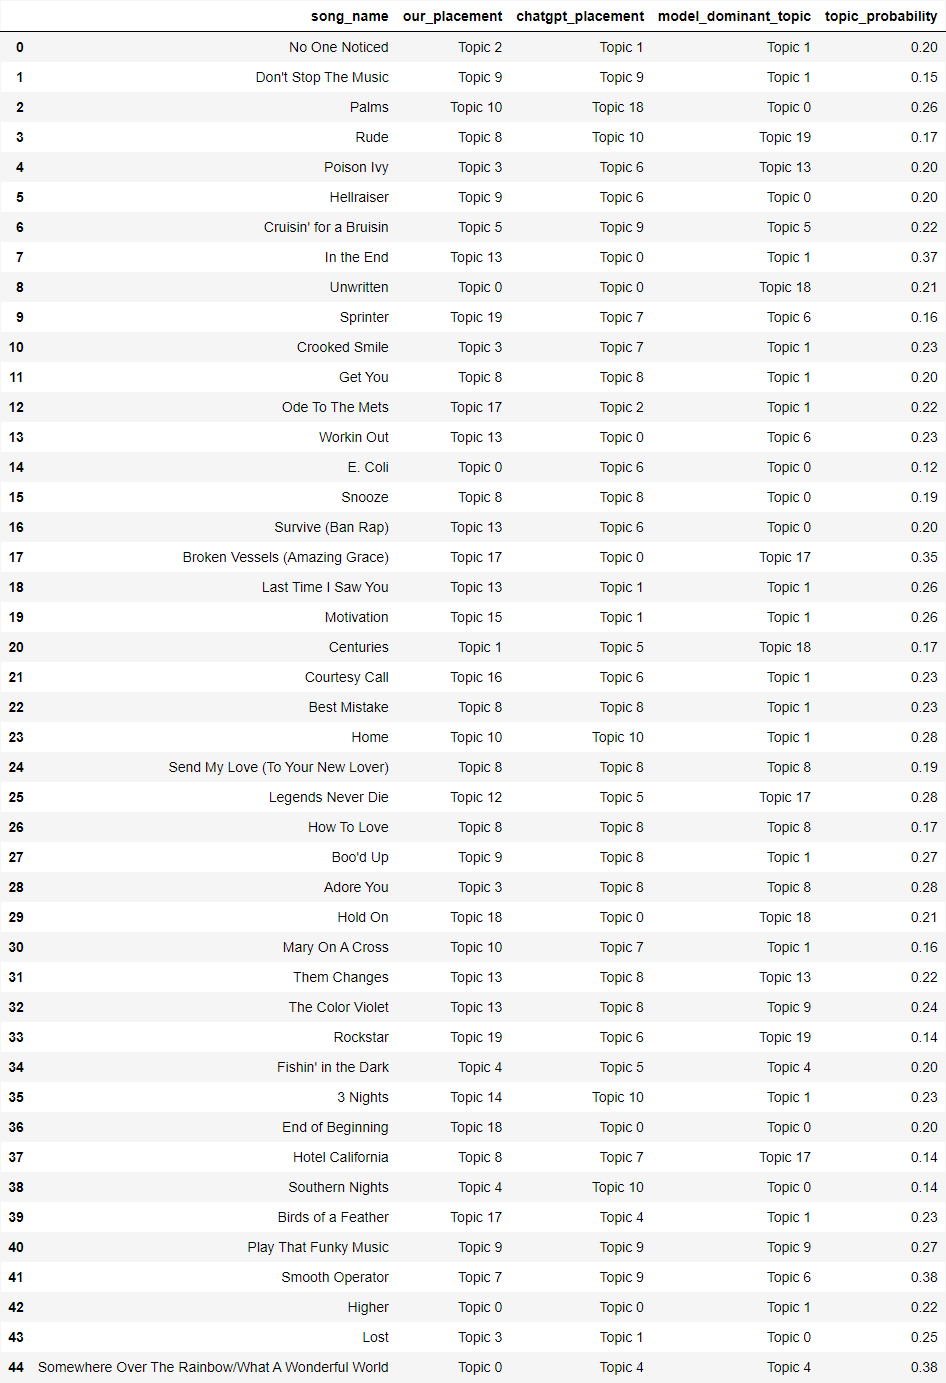 song_name our_placement chatgpt_placement model_dominant_topic topic_probability
0 No One Noticed Topic 2 Topic 1 Topic 1 0.20
1 Don't Stop The Music Topic 9 Topic 9 Topic 1 0.15
2 Palms Topic 10 Topic 18 Topic 0 0.26
3 Rude Topic 8 Topic 10 Topic 19 0.17
4 Poison Ivy Topic 3 Topic 6 Topic 13 0.20
5 Hellraiser Topic 9 Topic 6 Topic 0 0.20
6 Cruisin' for a Bruisin Topic 5 Topic 9 Topic 5 0.22
7 In the End Topic 13 Topic 0 Topic 1 0.37
8 Unwritten Topic 0 Topic 0 Topic 18 0.21
9 Sprinter Topic 19 Topic 7 Topic 6 0.16
10 Crooked Smile Topic 3 Topic 7 Topic 1 0.23
11 Get You Topic 8 Topic 8 Topic 1 0.20
12 Ode To The Mets Topic 17 Topic 2 Topic 1 0.22
13 Workin Out Topic 13 Topic 0 Topic 6 0.23
14 E. Coli Topic 0 Topic 6 Topic 0 0.12
15 Snooze Topic 8 Topic 8 Topic 0 0.19
16 Survive (Ban Rap) Topic 13 Topic 6 Topic 0 0.20
17 Broken Vessels (Amazing Grace) Topic 17 Topic 0 Topic 17 0.35
18 Last Time I Saw You Topic 13 Topic 1 Topic 1 0.26
19 Motivation Topic 15 Topic 1 Topic 1 0.26
20 Centuries Topic 1 Topic 5 Topic 18 0.17
21 Courtesy Call Topic 16 Topic 6 Topic 1 0.23
22 Best Mistake Topic 8 Topic 8 Topic 1 0.23
23 Home Topic 10 Topic 10 Topic 1 0.28
24 Send My Love (To Your New Lover) Topic 8 Topic 8 Topic 8 0.19
25 Legends Never Die Topic 12 Topic 5 Topic 17 0.28
26 How To Love Topic 8 Topic 8 Topic 8 0.17
27 Boo'd Up Topic 9 Topic 8 Topic 1 0.27
28 Adore You Topic 3 Topic 8 Topic 8 0.28
29 Hold On Topic 18 Topic 0 Topic 18 0.21
30 Mary On A Cross Topic 10 Topic 7 Topic 1 0.16
31 Them Changes Topic 13 Topic 8 Topic 13 0.22
32 The Color Violet Topic 13 Topic 8 Topic 9 0.24
33 Rockstar Topic 19 Topic 6 Topic 19 0.14
34 Fishin' in the Dark Topic 4 Topic 5 Topic 4 0.20
35 3 Nights Topic 14 Topic 10 Topic 1 0.23
36 End of Beginning Topic 18 Topic 0 Topic 0 0.20
37 Hotel California Topic 8 Topic 7 Topic 17 0.14
38 Southern Nights Topic 4 Topic 10 Topic 0 0.14
39 Birds of a Feather Topic 17 Topic 4 Topic 1 0.23
40 Play That Funky Music Topic 9 Topic 9 Topic 9 0.27
41 Smooth Operator Topic 7 Topic 9 Topic 6 0.38
42 Higher Topic 0 Topic 0 Topic 1 0.22
43 Lost Topic 3 Topic 1 Topic 0 0.25
44 Somewhere Over The Rainbow/What A Wonderful World Topic 0 Topic 4 Topic 4 0.38